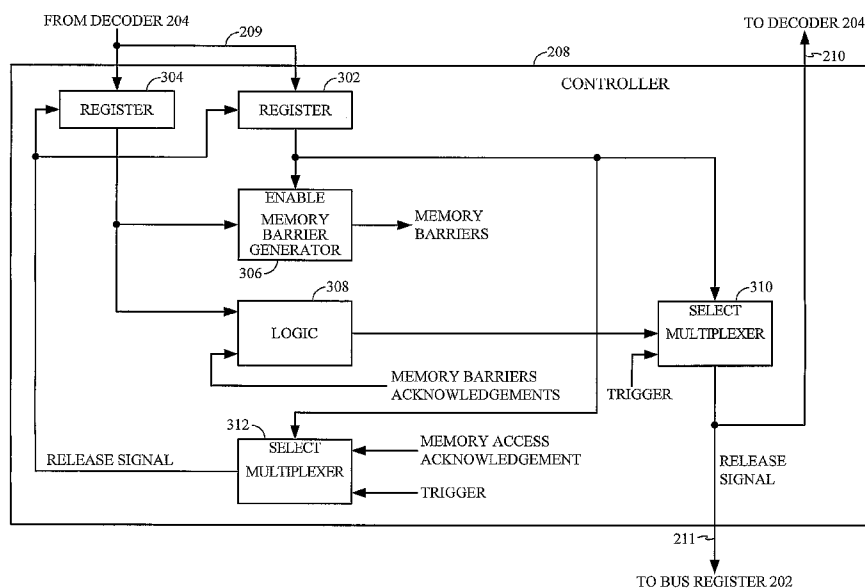 FROM DECODER 204
TO DECODER 204
209
210
208
CONTROLLER
304
302
REGISTER
REGISTER
ENABLE
MEMORY
BARRIER
GENERATOR
306
MEMORY
BARRIERS
308
LOGIC
310
SELECT
MULTIPLEXER
TRIGGER
MEMORY BARRIERS
ACKNOWLEDGEMENTS
312
SELECT
MULTIPLEXER
MEMORY ACCESS
ACKNOWLEDGEMENT
TRIGGER
RELEASE SIGNAL
RELEASE
SIGNAL
211
TO BUS REGISTER 202